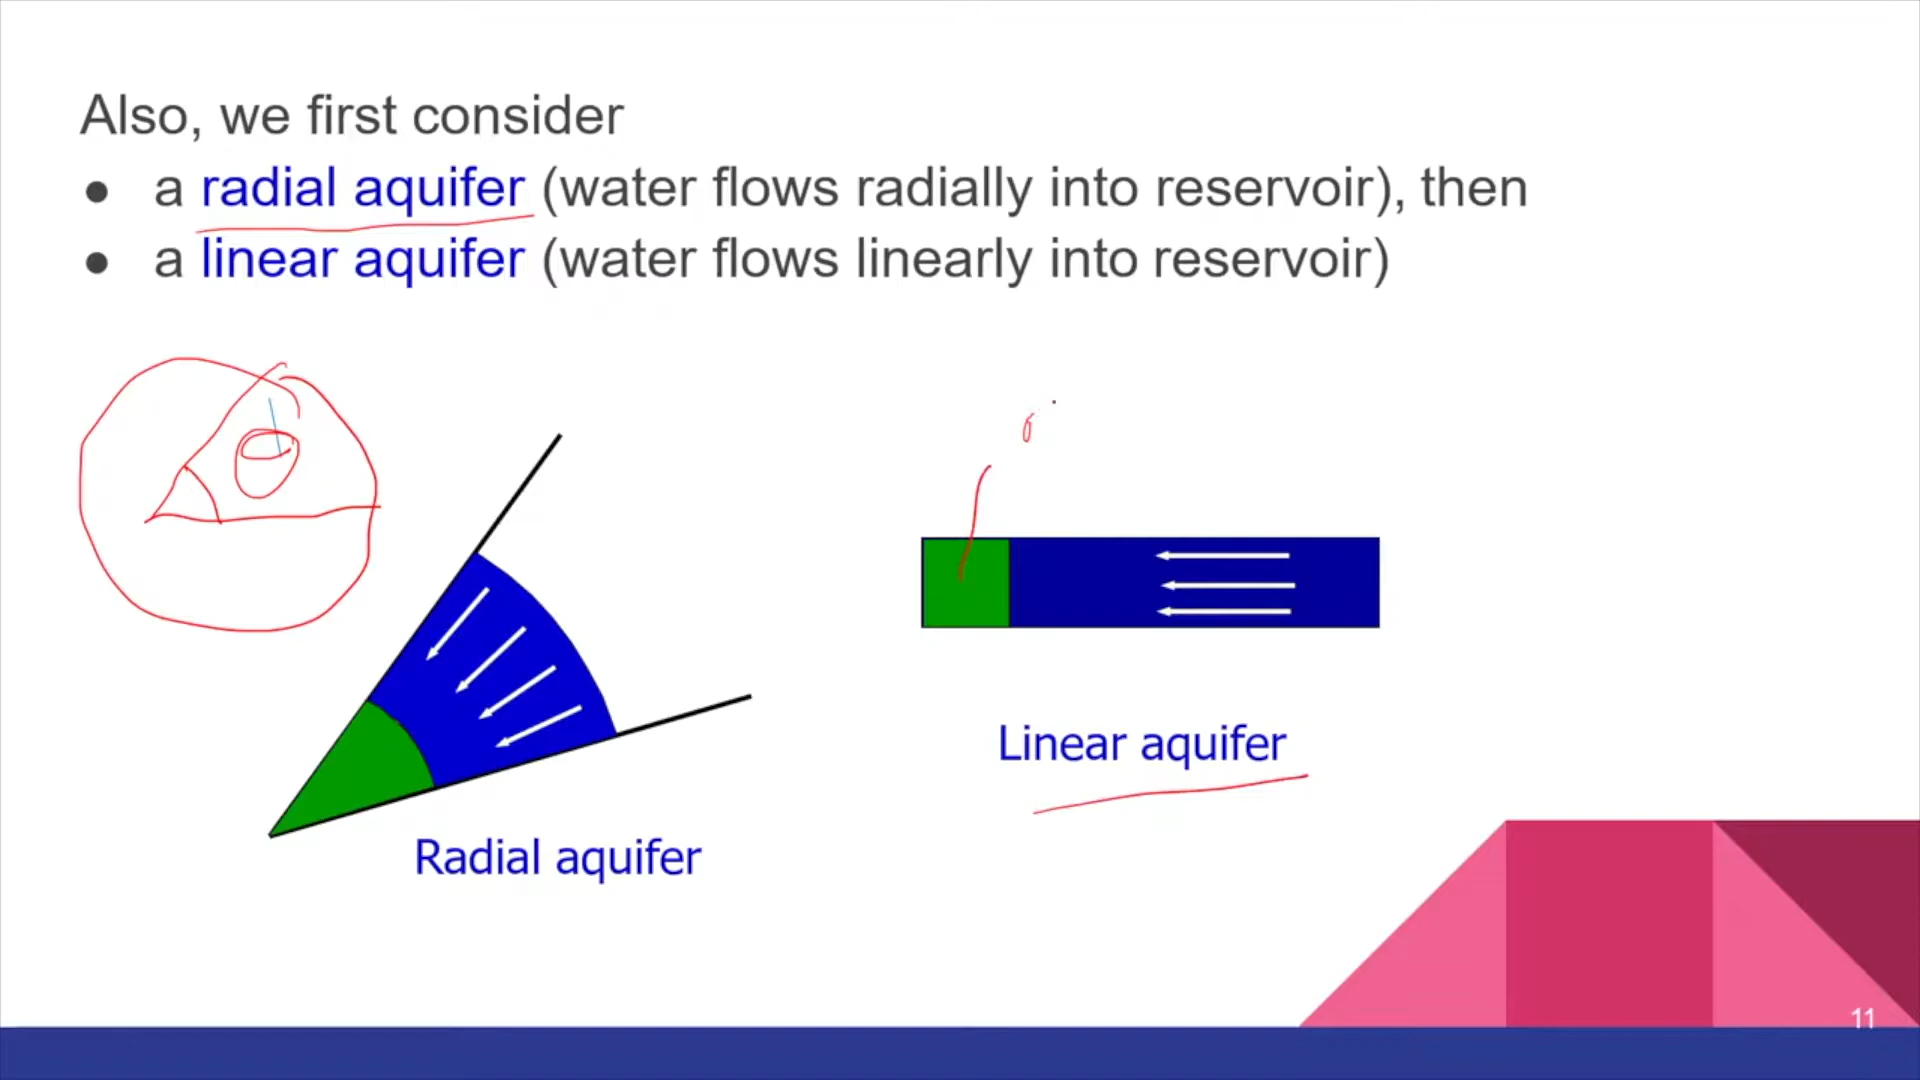 Also, we first consider
● a radial aquifer (water flows radially into reservoir), then
● a linear aquifer (water flows linearly into reservoir)
Linear aquifer
Radial aquifer
11